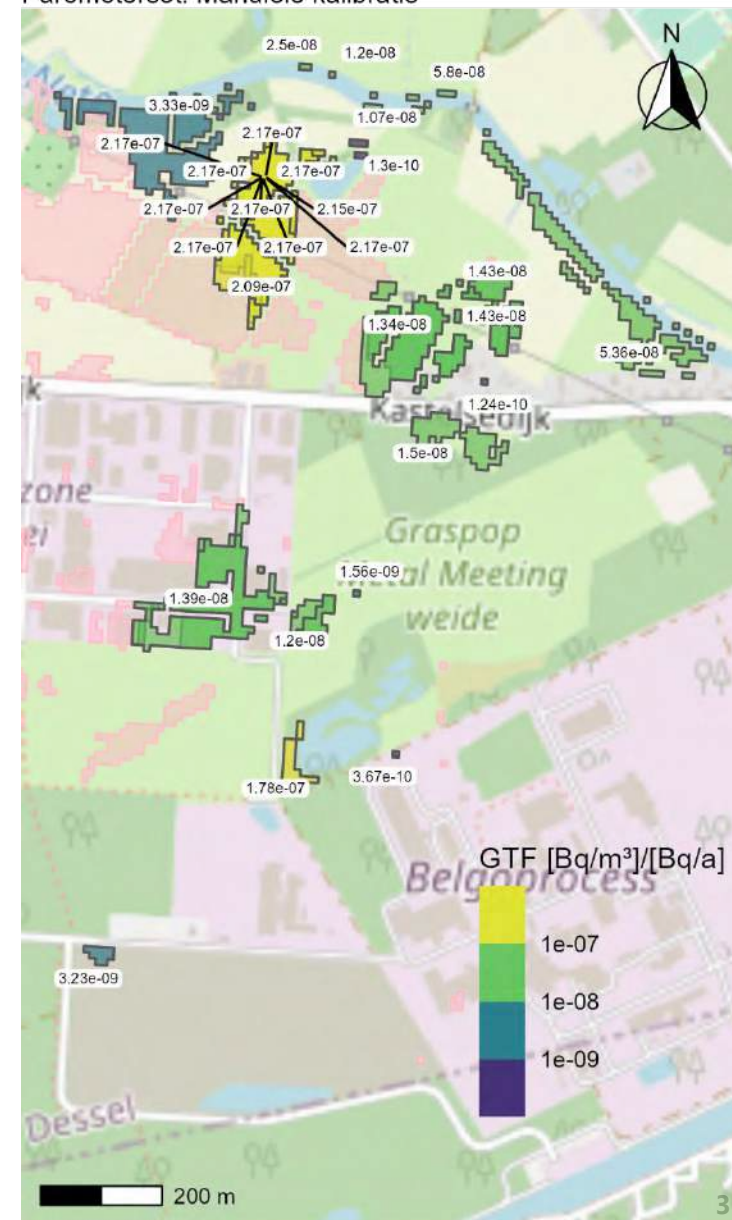 Parameterset: Manuele kalibratie
N
2.5e-08
1.2e-08
5.8e-08
3.33e-09
1.07e-08
2.17e-07
2.17e-07
1.3e-10
2.17e-07
2.17e-07
2.17e-07
2.17e-07
2.15e-07
2.17e-07
2.17e-07
2.17e-07
2.09e-07
1.43e-08
1.34e-08
1.43e-08
5.36e-08
1.24e-10
Kastelsedijk
1.5e-08
zone
ei
Graspop
Metal Meeting
weide
1.56e-09
1.39e-08
1.2e-08
1.78e-07
3.67e-10
GTF [Bq/m³]/[Bq/a]
Belgoprocess
1e-07
1e-08
1e-09
3.23e-09
Dessel
200 m
3